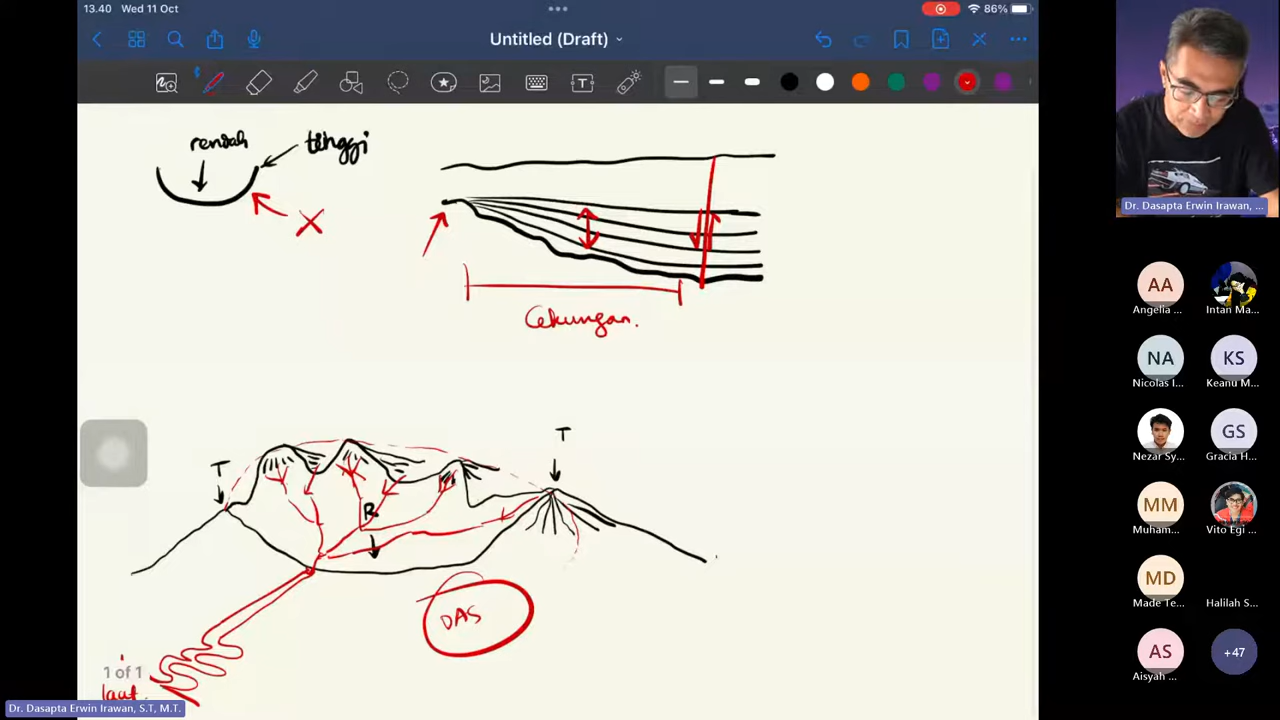 13.40 Wed 11 Oct
86%
Untitled (Draft)
rendah
tinggi
Cekungan.
T
T
R
DAS
1 of 1
laut
Dr. Dasapta Erwin Irawan, S.T, M.T.
Dr. Dasapta Erwin Irawan, ...
AA
Angelia ...
Intan Ma...
NA
Nicolas I...
KS
Keanu M...
Nezar Sy...
GS
Gracia H...
MM
Muham...
Vito Egi ...
MD
Made Te...
Halilah S...
AS
Aisyah ...
+47